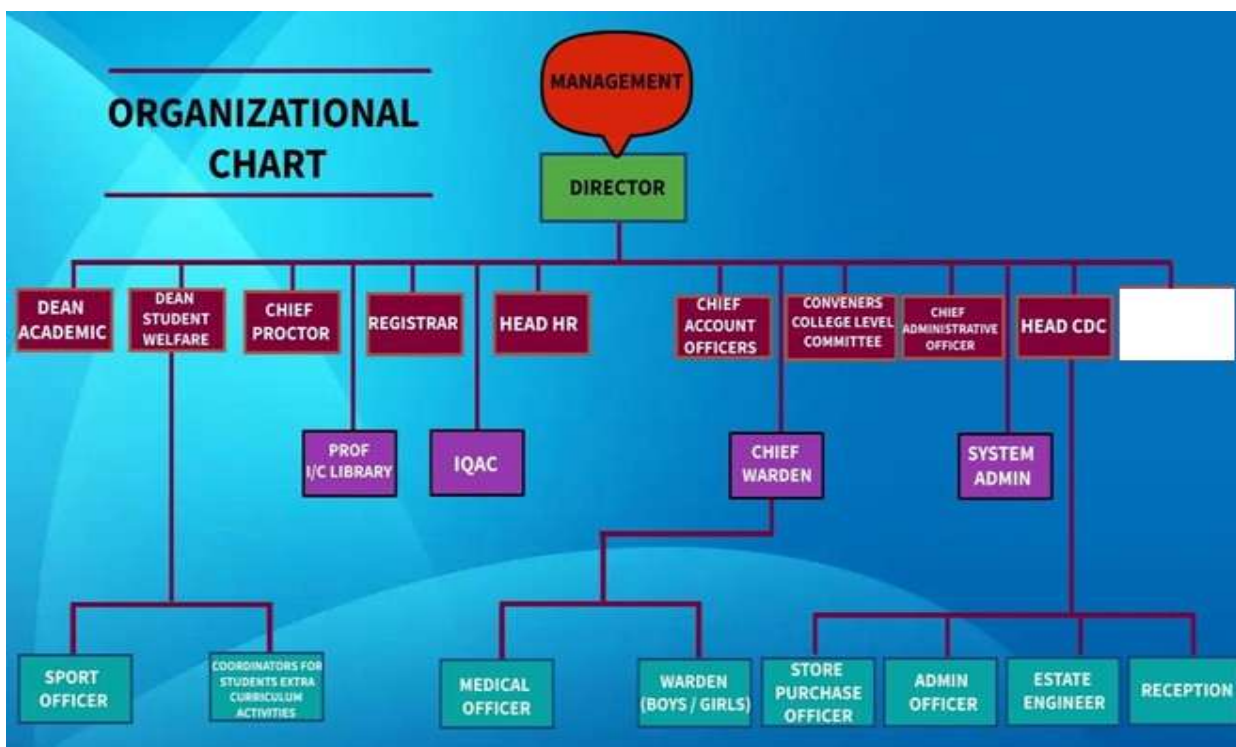 MANAGEMENT
ORGANIZATIONAL
CHART
DIRECTOR
DEAN
ACADEMIC
DEAN
STUDENT
WELFARE
CHIEF
PROCTOR
REGISTRAR
HEAD HR
CHIEF
ACCOUNT
OFFICERS
CONVENERS
COLLEGE LEVEL
COMMITTEE
CHIEF
ADMINISTRATIVE
OFFICER
HEAD CDC
PROF
I/C LIBRARY
IQAC
CHIEF
WARDEN
SYSTEM
ADMIN
SPORT
OFFICER
COORDINATORS FOR
STUDENTS EXTRA
CURRICULUM
ACTIVITIES
MEDICAL
OFFICER
WARDEN
(BOYS / GIRLS)
STORE
PURCHASE
OFFICER
ADMIN
OFFICER
ESTATE
ENGINEER
RECEPTION